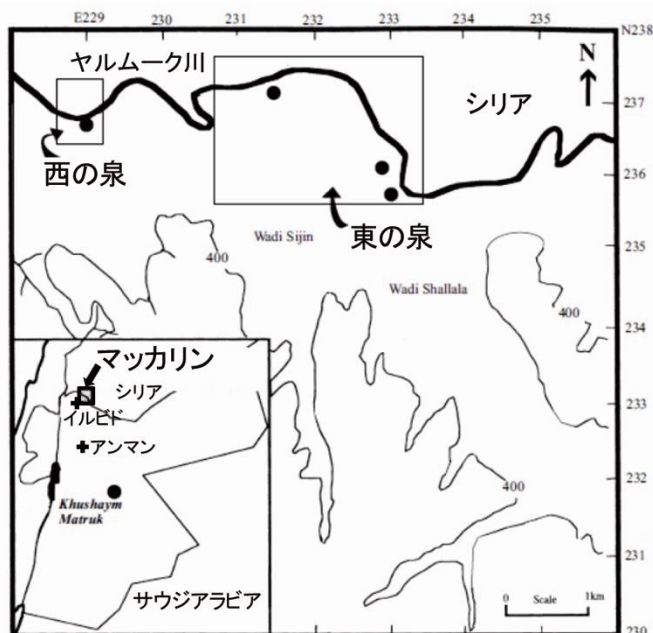 E229 230 231 232 233 234 235 N238
ヤルムーク川
N
シリア
237
西の泉
236
東の泉
Wadi Sijin
235
400
Wadi Shallala
400
234
マッカリン
シリア
233
イルビド
アンマン
232
400
Khushaym
Matruk
231
サウジアラビア
0 Scale 1km
230